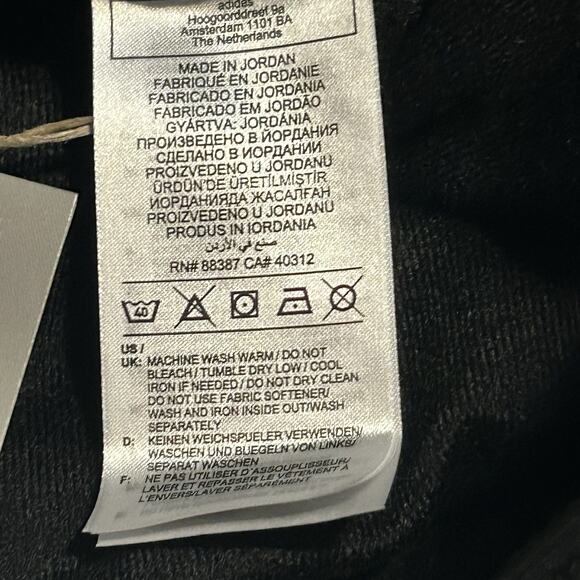 adidas
Hoogoorddreef 9a
Amsterdam 1101 BA
The Netherlands
MADE IN JORDAN
FABRIQUÉ EN JORDANIE
FABRICADO EN JORDANIA
FABRICADO EM JORDÃO
GYÁRTVA: JORDÁNIA
ПРОИЗВЕДЕНО В ЙОРДАНИЯ
СДЕЛАНО В ИОРДАНИИ
PROIZVEDENO U JORDANU
ÜRDÜN'DE ÜRETİLMİŞTİR
ИОРДАНИЯДА ЖАСАЛҒАН
PROIZVEDENO U JORDANU
PRODUS IN IORDANIA
صنع في الأردن
RN# 88387 CA# 40312
40
US /
UK: MACHINE WASH WARM / DO NOT
BLEACH / TUMBLE DRY LOW / COOL
IRON IF NEEDED / DO NOT DRY CLEAN
DO NOT USE FABRIC SOFTENER/
WASH AND IRON INSIDE OUT/WASH
SEPARATELY
D: KEINEN WEICHSPUELER VERWENDEN/
WASCHEN UND BUEGELN VON LINKS/
SEPARAT WASCHEN
F: NE PAS UTILISER D'ASSOUPLISSEUR/
LAVER ET REPASSER LE VÊTEMENT À
L'ENVERS/LAVER SÉPARÉMENT